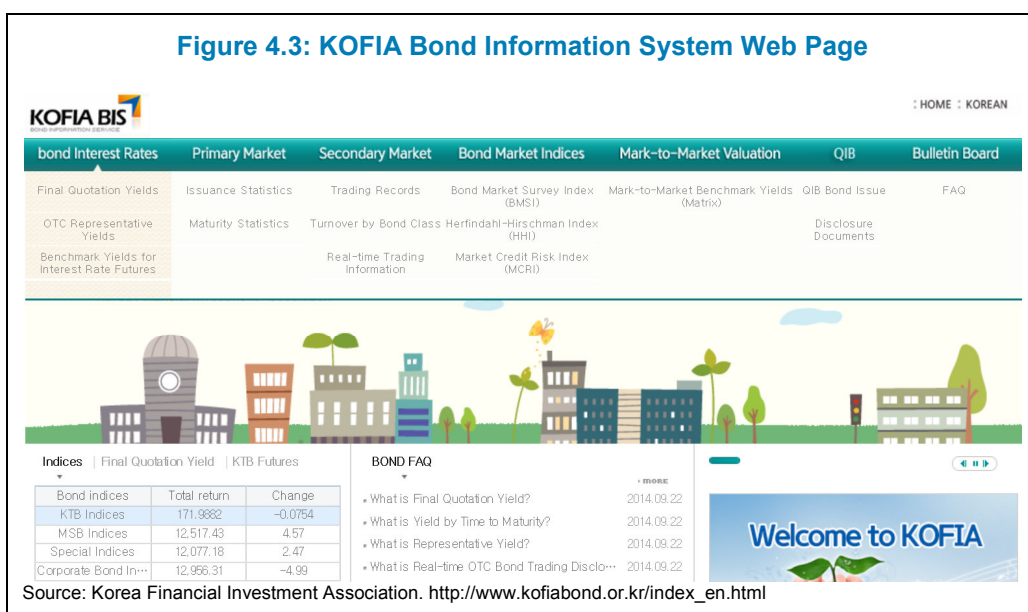 Figure 4.3: KOFIA Bond Information System Web Page
KOFIA BIS
BOND INFORMATION SERVICE
: HOME : KOREAN
bond Interest Rates Primary Market Secondary Market Bond Market Indices Mark-to-Market Valuation QIB Bulletin Board
Final Quotation Yields Issuance Statistics Trading Records Bond Market Survey Index Mark-to-Market Benchmark Yields QIB Bond Issue FAQ
(BMSI) (Matrix)
OTC Representative Maturity Statistics Turnover by Bond Class Herfindahl-Hirschman Index Disclosure
Yields (HHI) Documents
Benchmark Yields for Real-time Trading Market Credit Risk Index
Interest Rate Futures Information (MCRI)
Indices | Final Quotation Yield | KTB Futures
BOND FAQ
› MORE
Bond indices Total return Change
KTB Indices 171.9882 -0.0754
MSB Indices 12,517.43 4.57
Special Indices 12,077.18 2.47
Corporate Bond In··· 12,956.31 -4.99
What is Final Quotation Yield? 2014.09.22
What is Yield by Time to Maturity? 2014.09.22
What is Representative Yield? 2014.09.22
What is Real-time OTC Bond Trading Disclo··· 2014.09.22
Welcome to KOFIA
Source: Korea Financial Investment Association. http://www.kofiabond.or.kr/index_en.html